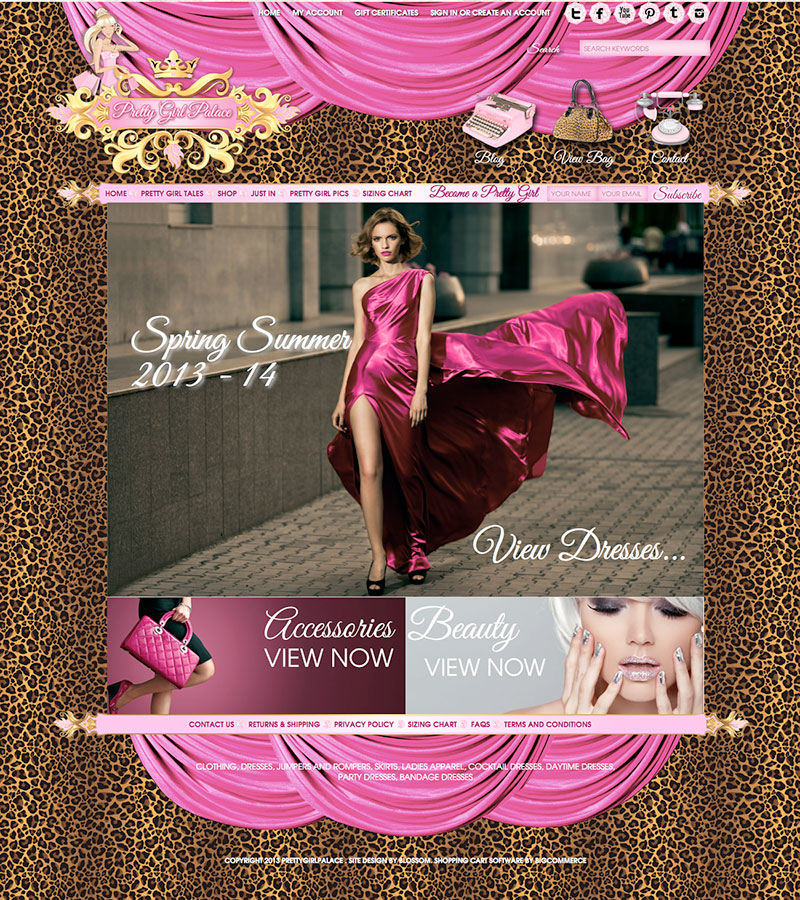 HOME MY ACCOUNT GIFT CERTIFICATES SIGN IN OR CREATE AN ACCOUNT
You Tube
Search SEARCH KEYWORDS
Pretty Girl Palace
Blog View Bag Contact
HOME PRETTY GIRL TALES SHOP JUST IN PRETTY GIRL PICS SIZING CHART Become a Pretty Girl YOUR NAME YOUR EMAIL Subscribe
Spring Summer
2013 - 14
View Dresses...
Accessories
VIEW NOW
Beauty
VIEW NOW
CONTACT US RETURNS & SHIPPING PRIVACY POLICY SIZING CHART FAQS TERMS AND CONDITIONS
CLOTHING, DRESSES, JUMPERS AND ROMPERS, SKIRTS, LADIES APPAREL, COCKTAIL DRESSES, DAYTIME DRESSES,
PARTY DRESSES, BANDAGE DRESSES
COPYRIGHT 2013 PRETTYGIRLPALACE . SITE DESIGN BY BLOSSOM. SHOPPING CART SOFTWARE BY BIGCOMMERCE